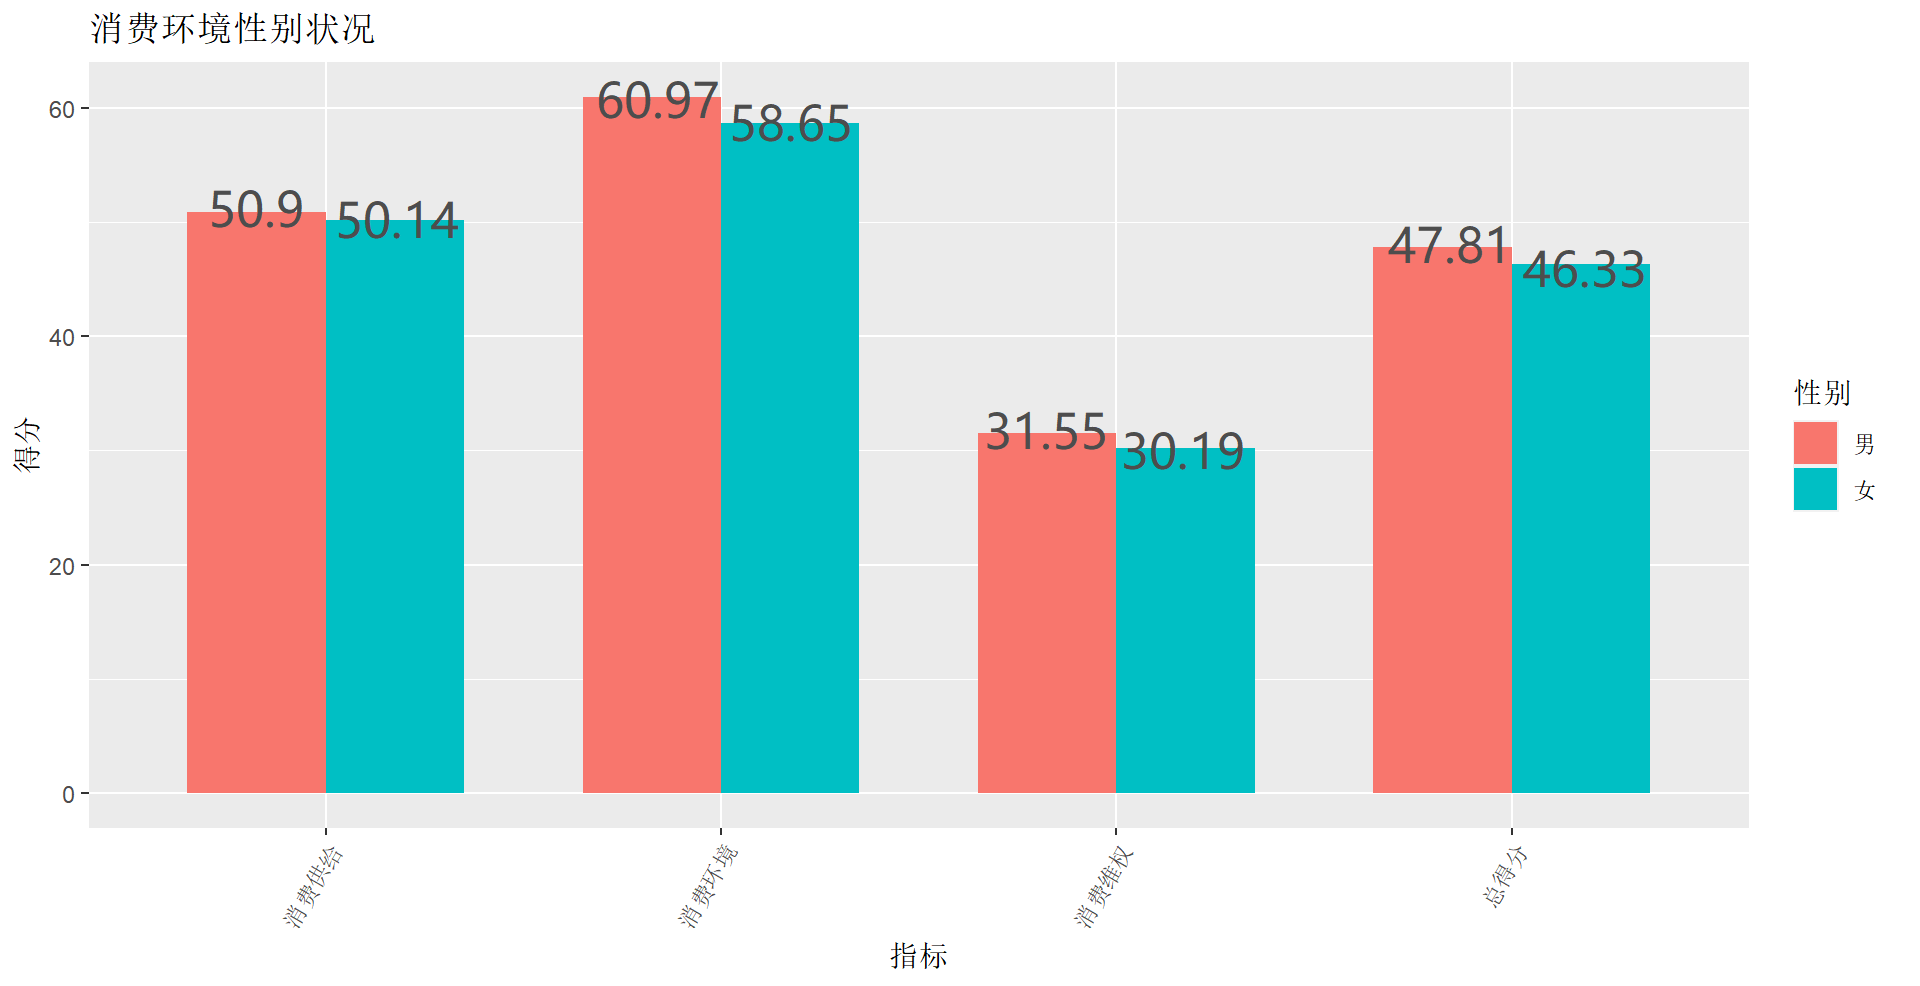 消费环境性别状况
60.97
58.65
50.9
50.14
47.81
46.33
31.55
30.19
60
40
20
0
得分
消费供给
消费环境
消费维权
总得分
指标
性别
男
女